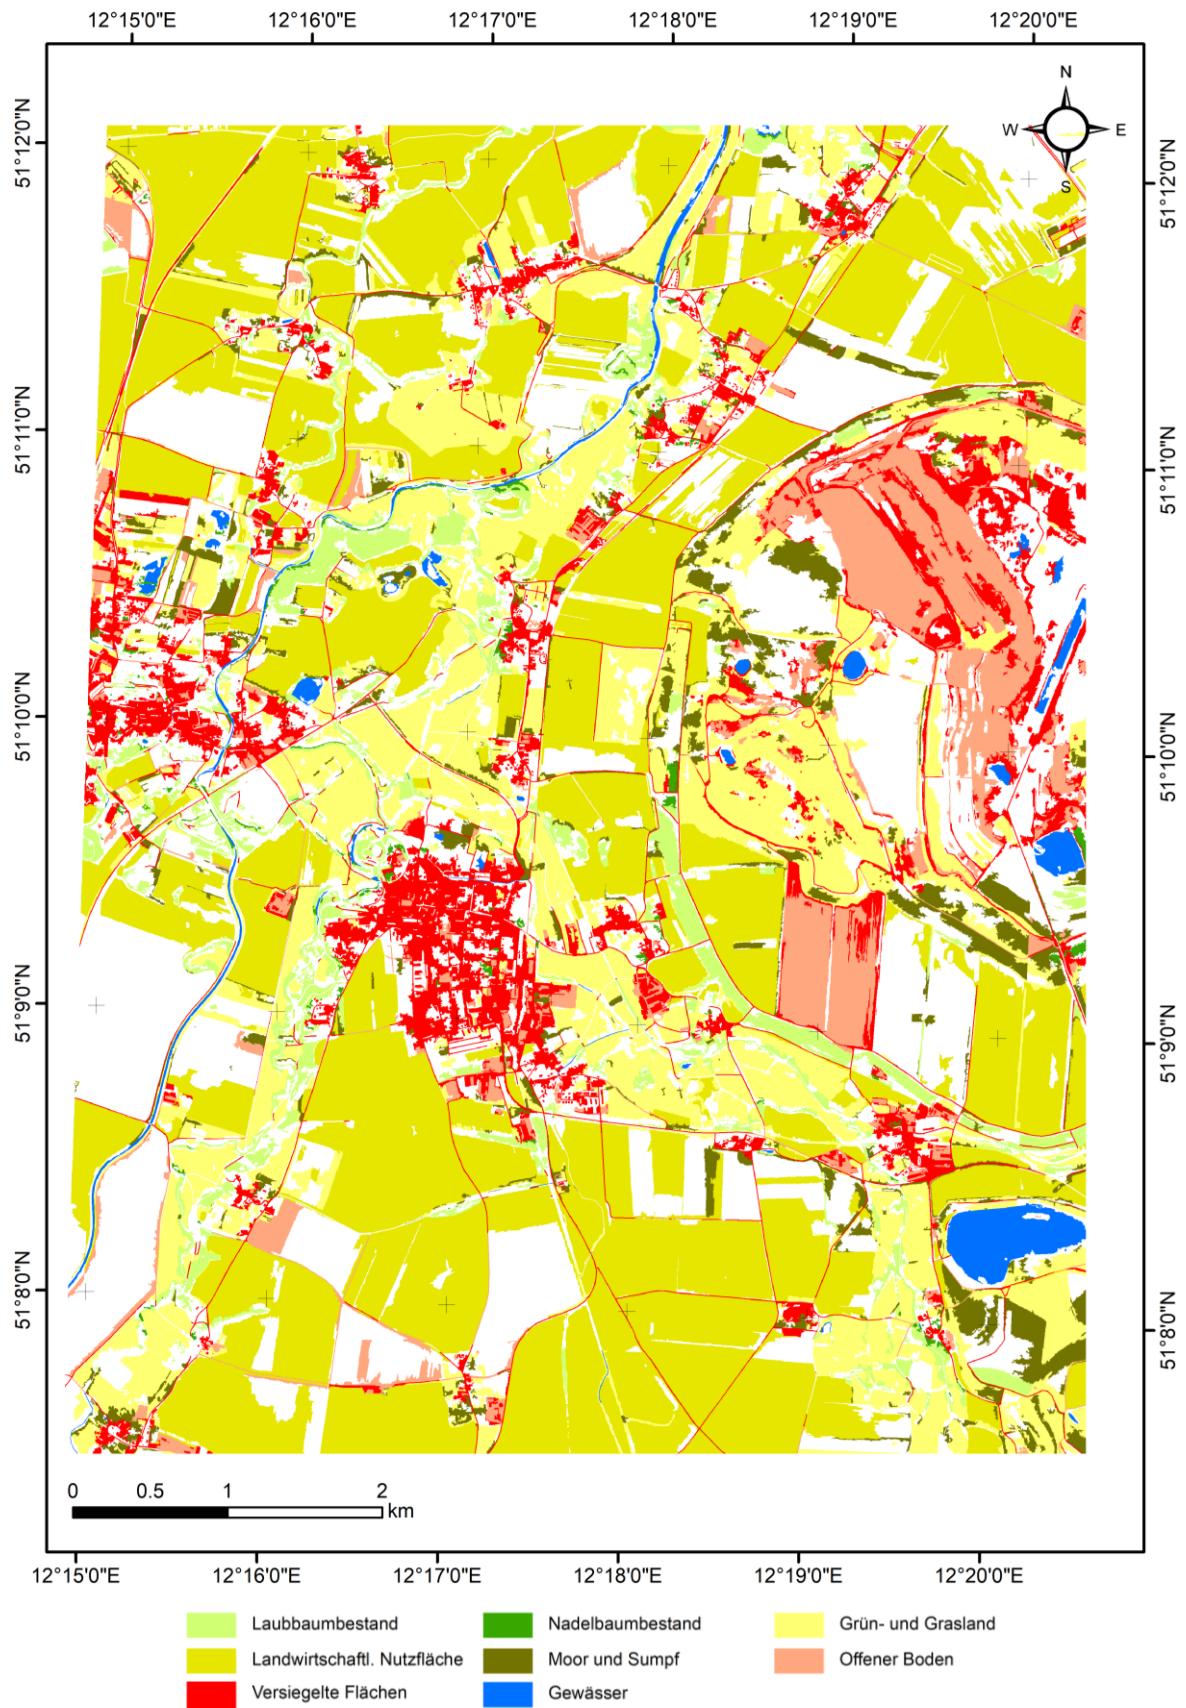 12°15'0"E 12°16'0"E 12°17'0"E 12°18'0"E 12°19'0"E 12°20'0"E
N
W E
S
51°12'0"N
51°12'0"N
51°11'0"N
51°11'0"N
51°10'0"N
51°10'0"N
51°9'0"N
51°9'0"N
51°8'0"N
51°8'0"N
0 0.5 1 2
km
12°15'0"E 12°16'0"E 12°17'0"E 12°18'0"E 12°19'0"E 12°20'0"E
Laubbaumbestand Nadelbaumbestand Grün- und Grasland
Landwirtschaftl. Nutzfläche Moor und Sumpf Offener Boden
Versiegelte Flächen Gewässer